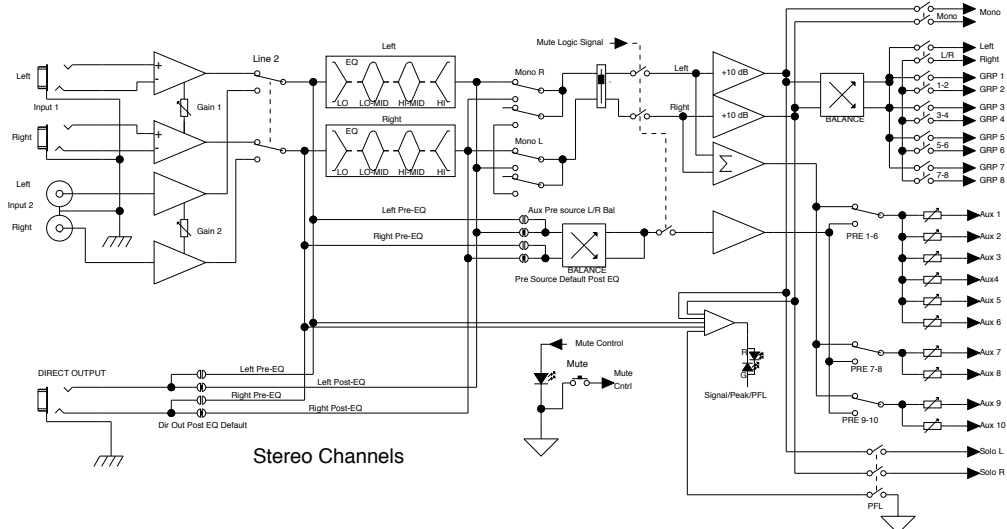 Mono
Mono
Left
L/R
Right
GRP 1
1-2
GRP 2
GRP 3
3-4
GRP 4
GRP 5
5-6
GRP 6
GRP 7
7-8
GRP 8
Line 2
Left
EQ
LO LO-MID HI-MID HI
Right
EQ
LO LO-MID HI-MID HI
Mute Logic Signal
Mono R
Mono L
Left
Right
+10 dB
+10 dB
Σ
BALANCE
Left
Input 1
Right
+
-
+
-
Gain 1
Left
Input 2
Right
Gain 2
Left Pre-EQ
Right Pre-EQ
Aux Pre source L/R Bal
BALANCE
Pre Source Default Post EQ
PRE 1-6
Aux 1
Aux 2
Aux 3
Aux4
Aux 5
Aux 6
PRE 7-8
Aux 7
Aux 8
PRE 9-10
Aux 9
Aux 10
R
G
Signal/Peak/PFL
Mute Control
Mute
Mute
Cntrl
DIRECT OUTPUT
Left Pre-EQ
Left Post-EQ
Right Pre-EQ
Right Post-EQ
Dir Out Post EQ Default
Stereo Channels
Solo L
Solo R
PFL